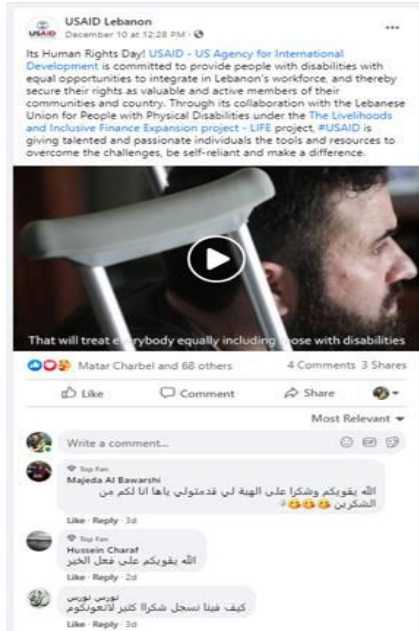 USAID Lebanon
USAID
December 10 at 12:28 PM
Its Human Rights Day! USAID - US Agency for International
Development is committed to provide people with disabilities with
equal opportunities to integrate in Lebanon's workforce, and thereby
secure their rights as valuable and active members of their
communities and country. Through its collaboration with the Lebanese
Union for People with Physical Disabilities under the The Livelihoods
and Inclusive Finance Expansion project - LIFE project, #USAID is
giving talented and passionate individuals the tools and resources to
overcome the challenges, be self-reliant and make a difference.
That will treat everybody equally including those with disabilities
Matar Charbel and 68 others 4 Comments 3 Shares
Like Comment Share
Most Relevant
Write a comment...
GIF
Top Fan
Majeda Al Bawarshi
الله يقويكم وشكرا على الهبة لي قدمتولي ياها انا لكم من
الشكرين
Like · Reply · 3d
Top Fan
Hussein Charaf
الله يقويكم على فعل الخير
Like · Reply · 2d
نورس نورس
كيف فينا نسجل شكراا كتير لاتعونكوم
Like · Reply · 3d